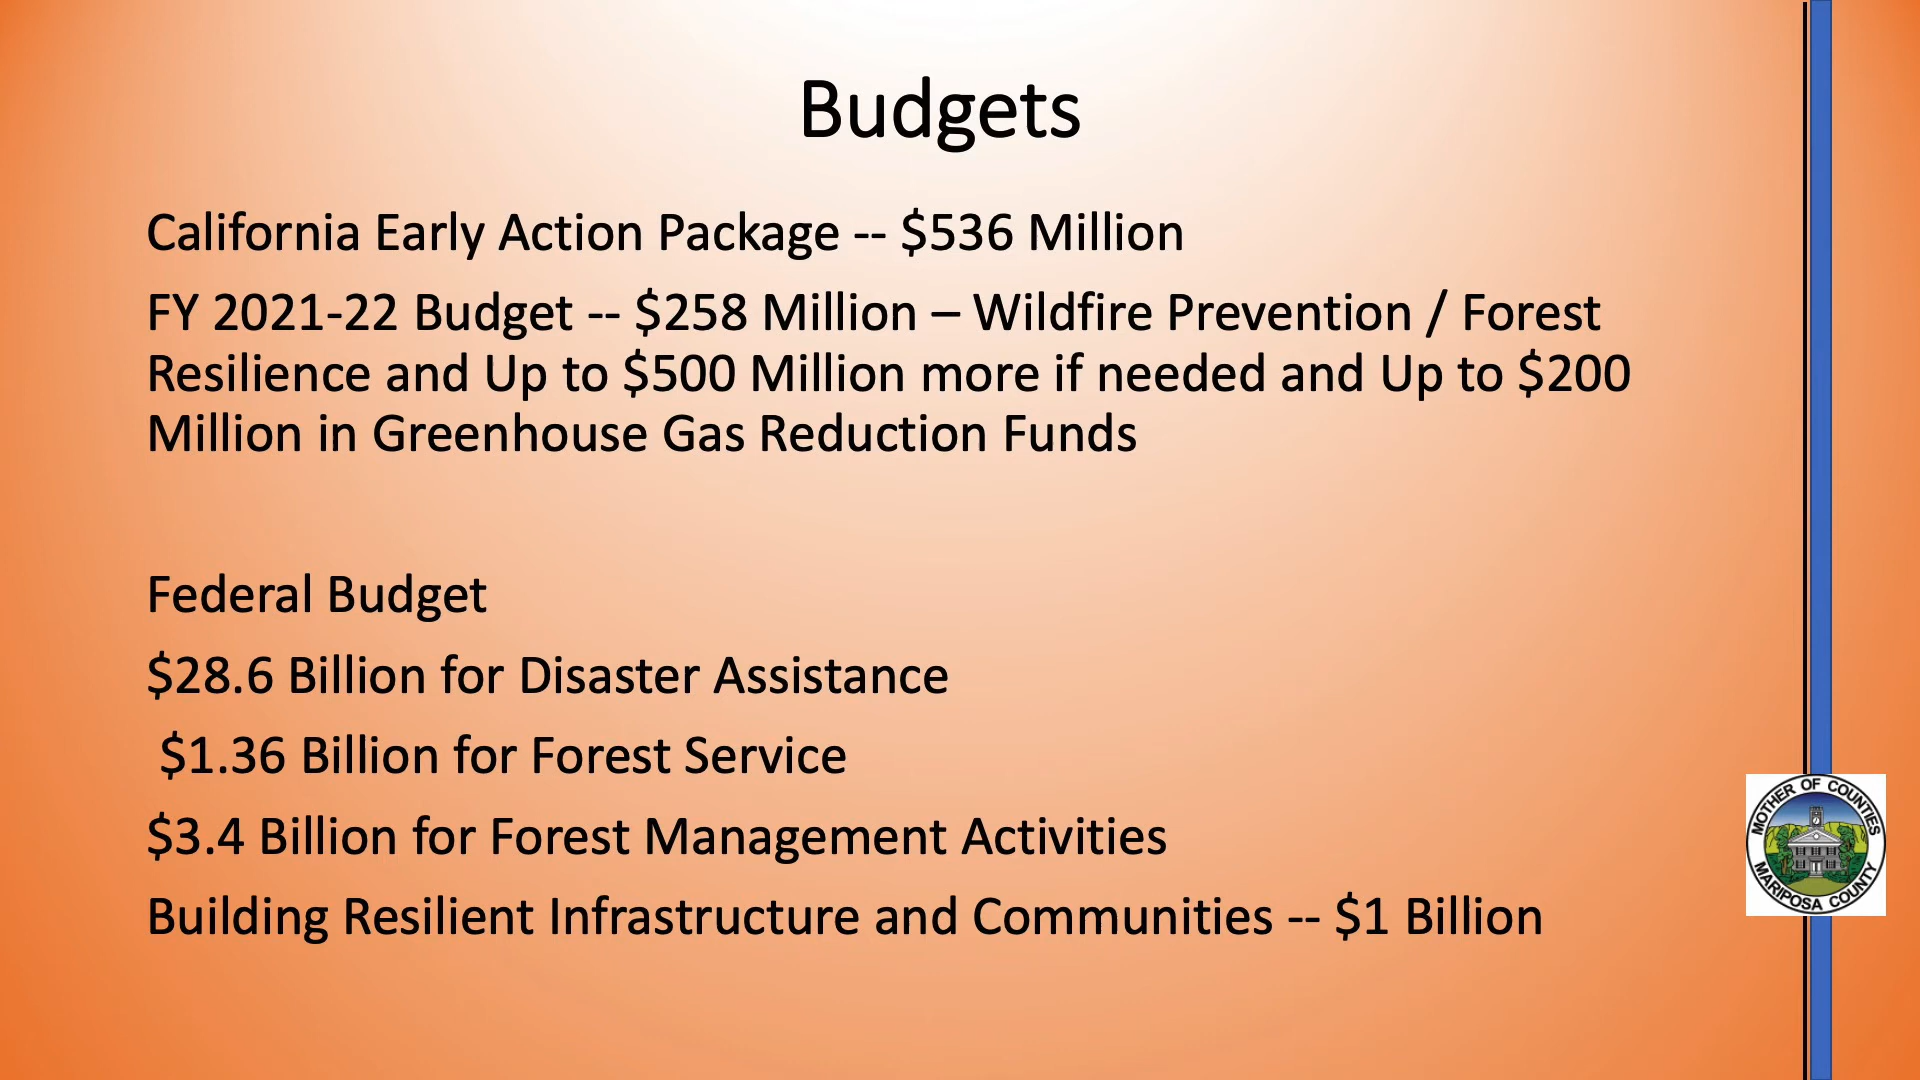 Budgets
California Early Action Package -- $536 Million
FY 2021-22 Budget -- $258 Million – Wildfire Prevention / Forest
Resilience and Up to $500 Million more if needed and Up to $200
Million in Greenhouse Gas Reduction Funds
Federal Budget
$28.6 Billion for Disaster Assistance
$1.36 Billion for Forest Service
$3.4 Billion for Forest Management Activities
Building Resilient Infrastructure and Communities -- $1 Billion
MOTHER OF COUNTIES
MARIPOSA COUNTY